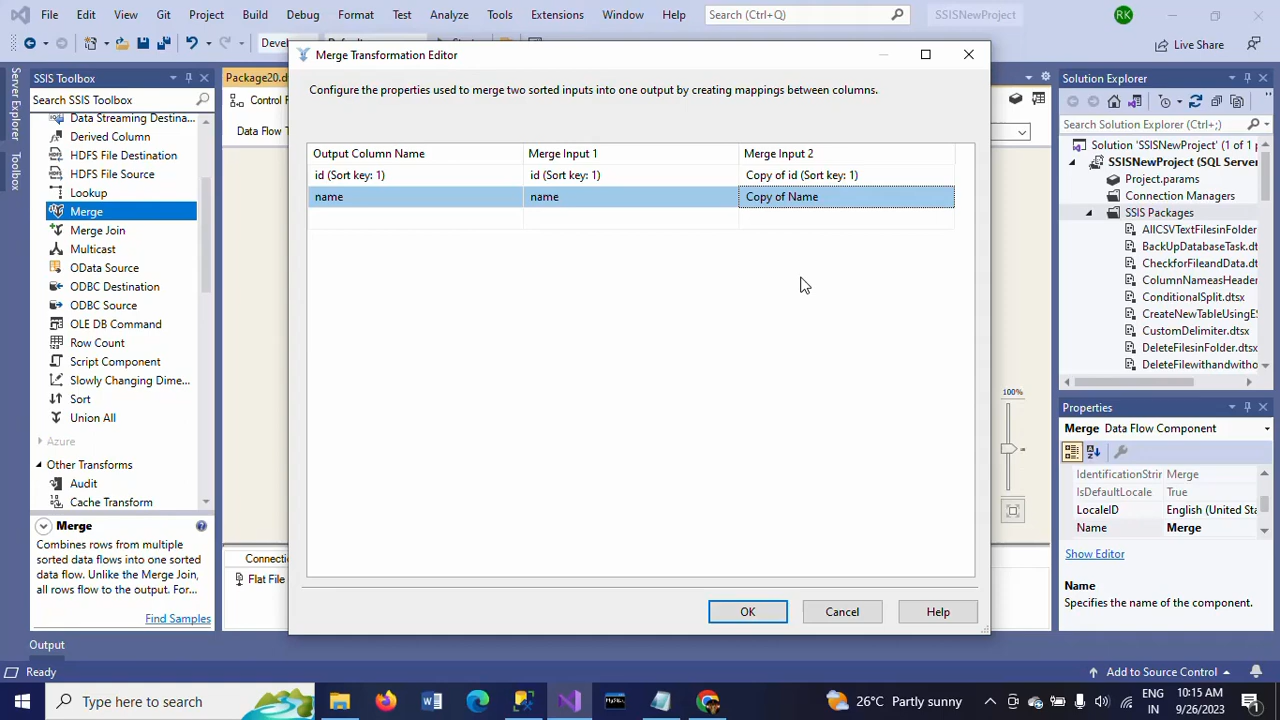 File Edit View Git Project Build Debug Format Test Analyze Tools Extensions Window Help Search (Ctrl+Q) SSISNewProject RK
Live Share
SSIS Toolbox
Search SSIS Toolbox
Data Streaming Destina...
Derived Column
HDFS File Destination
HDFS File Source
Lookup
Merge
Merge Join
Multicast
OData Source
ODBC Destination
ODBC Source
OLE DB Command
Row Count
Script Component
Slowly Changing Dime...
Sort
Union All
Azure
Other Transforms
Audit
Cache Transform
Merge
Combines rows from multiple
sorted data flows into one sorted
data flow. Unlike the Merge Join,
all rows flow to the output. For...
Find Samples
Server Explorer
Toolbox
Package20.d
Control F
Data Flow T
Merge Transformation Editor
Configure the properties used to merge two sorted inputs into one output by creating mappings between columns.
Output Column Name Merge Input 1 Merge Input 2
id (Sort key: 1) id (Sort key: 1) Copy of id (Sort key: 1)
name name Copy of Name
OK Cancel Help
100%
Connectio
Flat File
Solution Explorer
Search Solution Explorer (Ctrl+;)
Solution 'SSISNewProject' (1 of 1 p
SSISNewProject (SQL Server
Project.params
Connection Managers
SSIS Packages
AllCSVTextFilesinFolder
BackUpDatabaseTask.dt
CheckforFileandData.dt
ColumnNameasHeader
ConditionalSplit.dtsx
CreateNewTableUsingE
CustomDelimiter.dtsx
DeleteFilesinFolder.dtsx
DeleteFilewithandwitho
Properties
Merge Data Flow Component
IdentificationStrir Merge
IsDefaultLocale True
LocaleID English (United Sta
Name Merge
Show Editor
Name
Specifies the name of the component.
Output
Ready Add to Source Control
Type here to search 26°C Partly sunny ENG IN 10:15 AM 9/26/2023